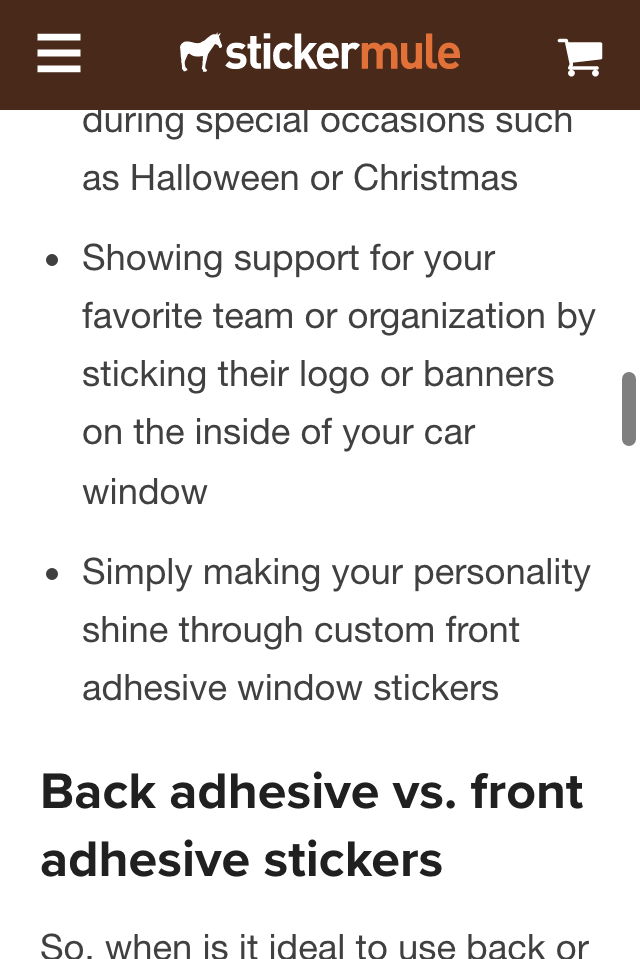 stickermule
during special occasions such
as Halloween or Christmas
Showing support for your
favorite team or organization by
sticking their logo or banners
on the inside of your car
window
Simply making your personality
shine through custom front
adhesive window stickers
Back adhesive vs. front
adhesive stickers
So, when is it ideal to use back or